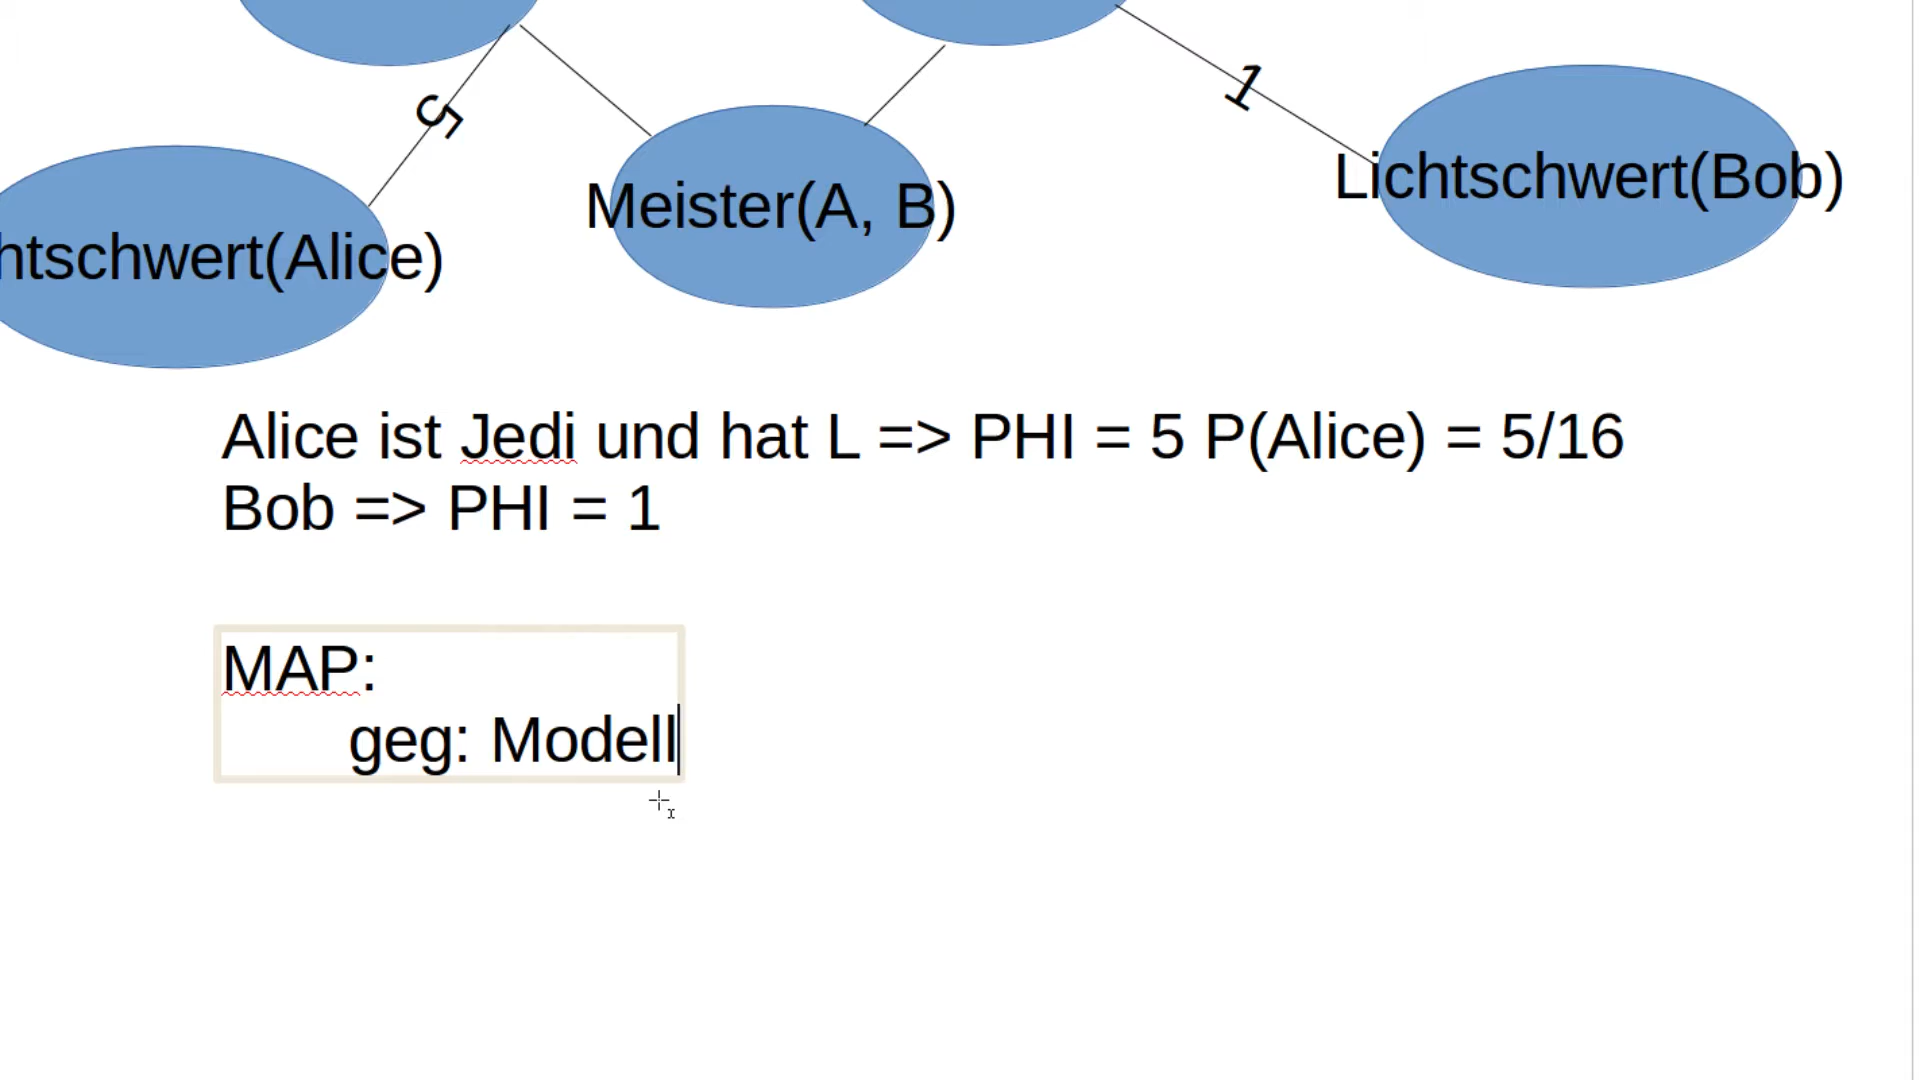 5
1
Lichtschwert(Bob)
Meister(A, B)
htschwert(Alice)
Alice ist Jedi und hat L => PHI = 5 P(Alice) = 5/16
Bob => PHI = 1
MAP:
geg: Modell